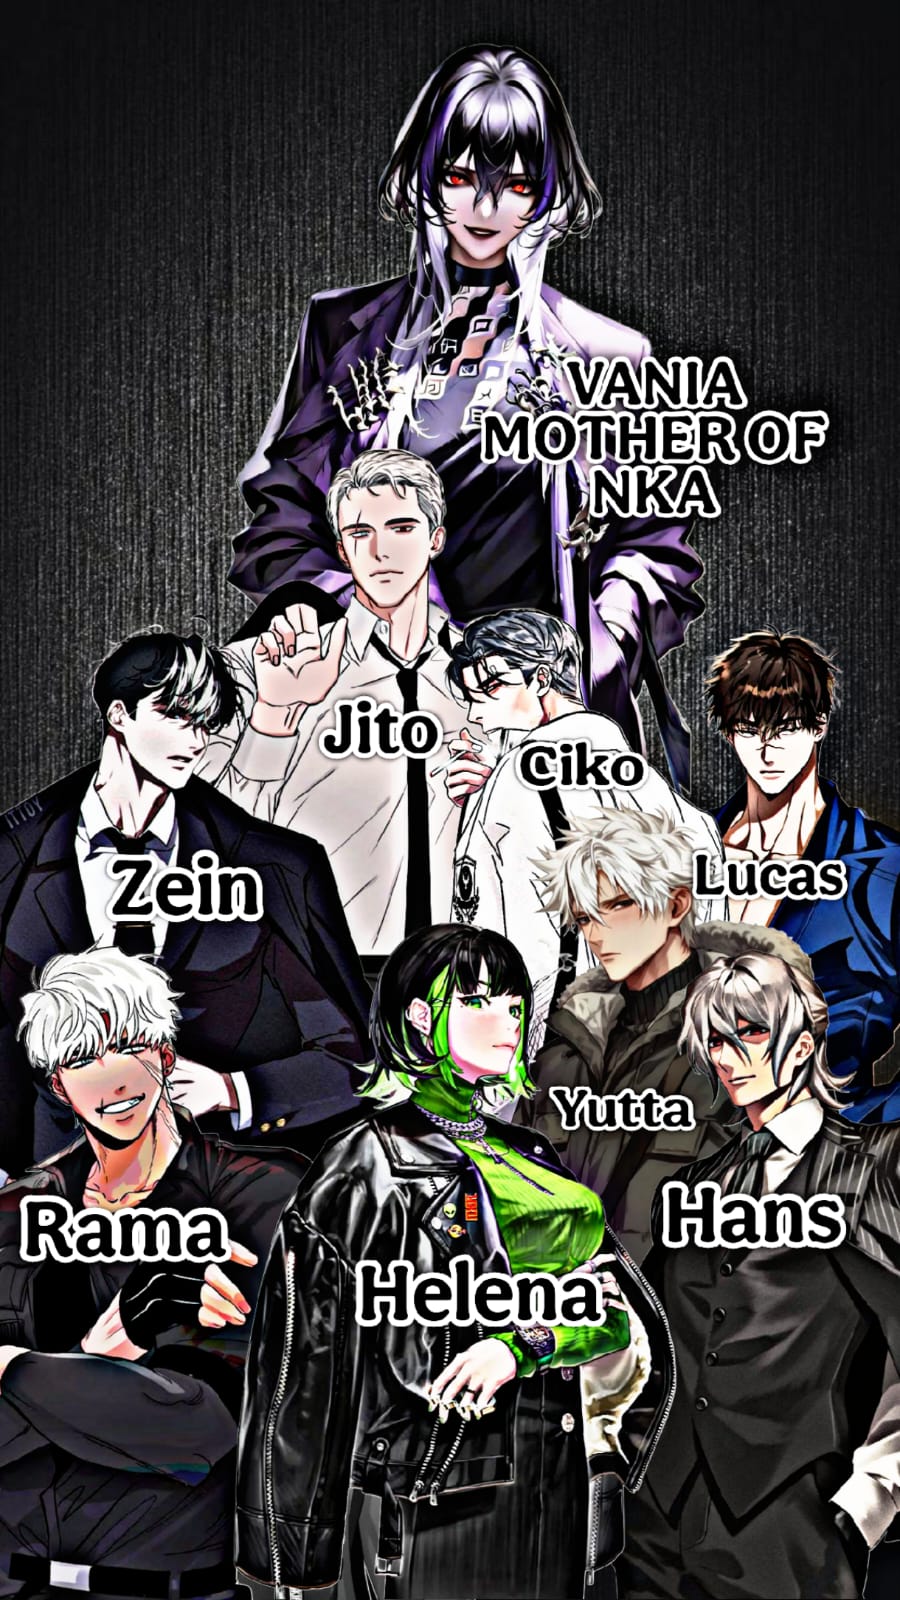 VANIA
MOTHER OF
NKA
Jito
Ciko
Zein
Lucas
Yutta
Rama
Hans
Helena